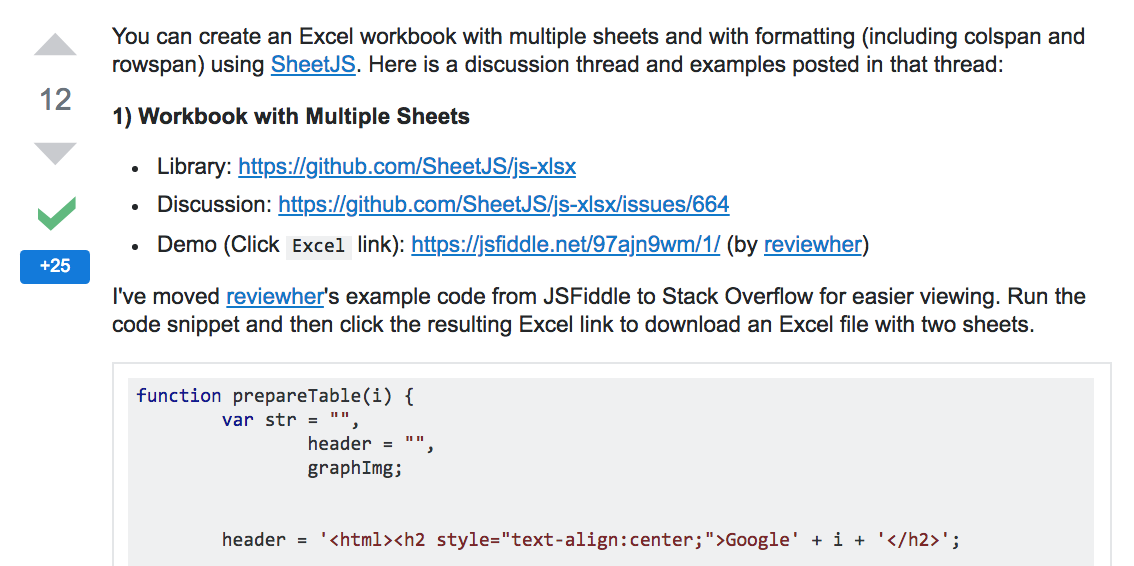 You can create an Excel workbook with multiple sheets and with formatting (including colspan and
rowspan) using SheetJS. Here is a discussion thread and examples posted in that thread:
12
1) Workbook with Multiple Sheets
• Library: https://github.com/SheetJS/js-xlsx
• Discussion: https://github.com/SheetJS/js-xlsx/issues/664
• Demo (Click Excel link): https://jsfiddle.net/97ajn9wm/1/ (by reviewher)
+25
I've moved reviewher's example code from JSFiddle to Stack Overflow for easier viewing. Run the
code snippet and then click the resulting Excel link to download an Excel file with two sheets.
function prepareTable(i) {
        var str = "",
                header = "",
                graphImg;
        header = '<html><h2 style="text-align:center;">Google' + i + '</h2>';